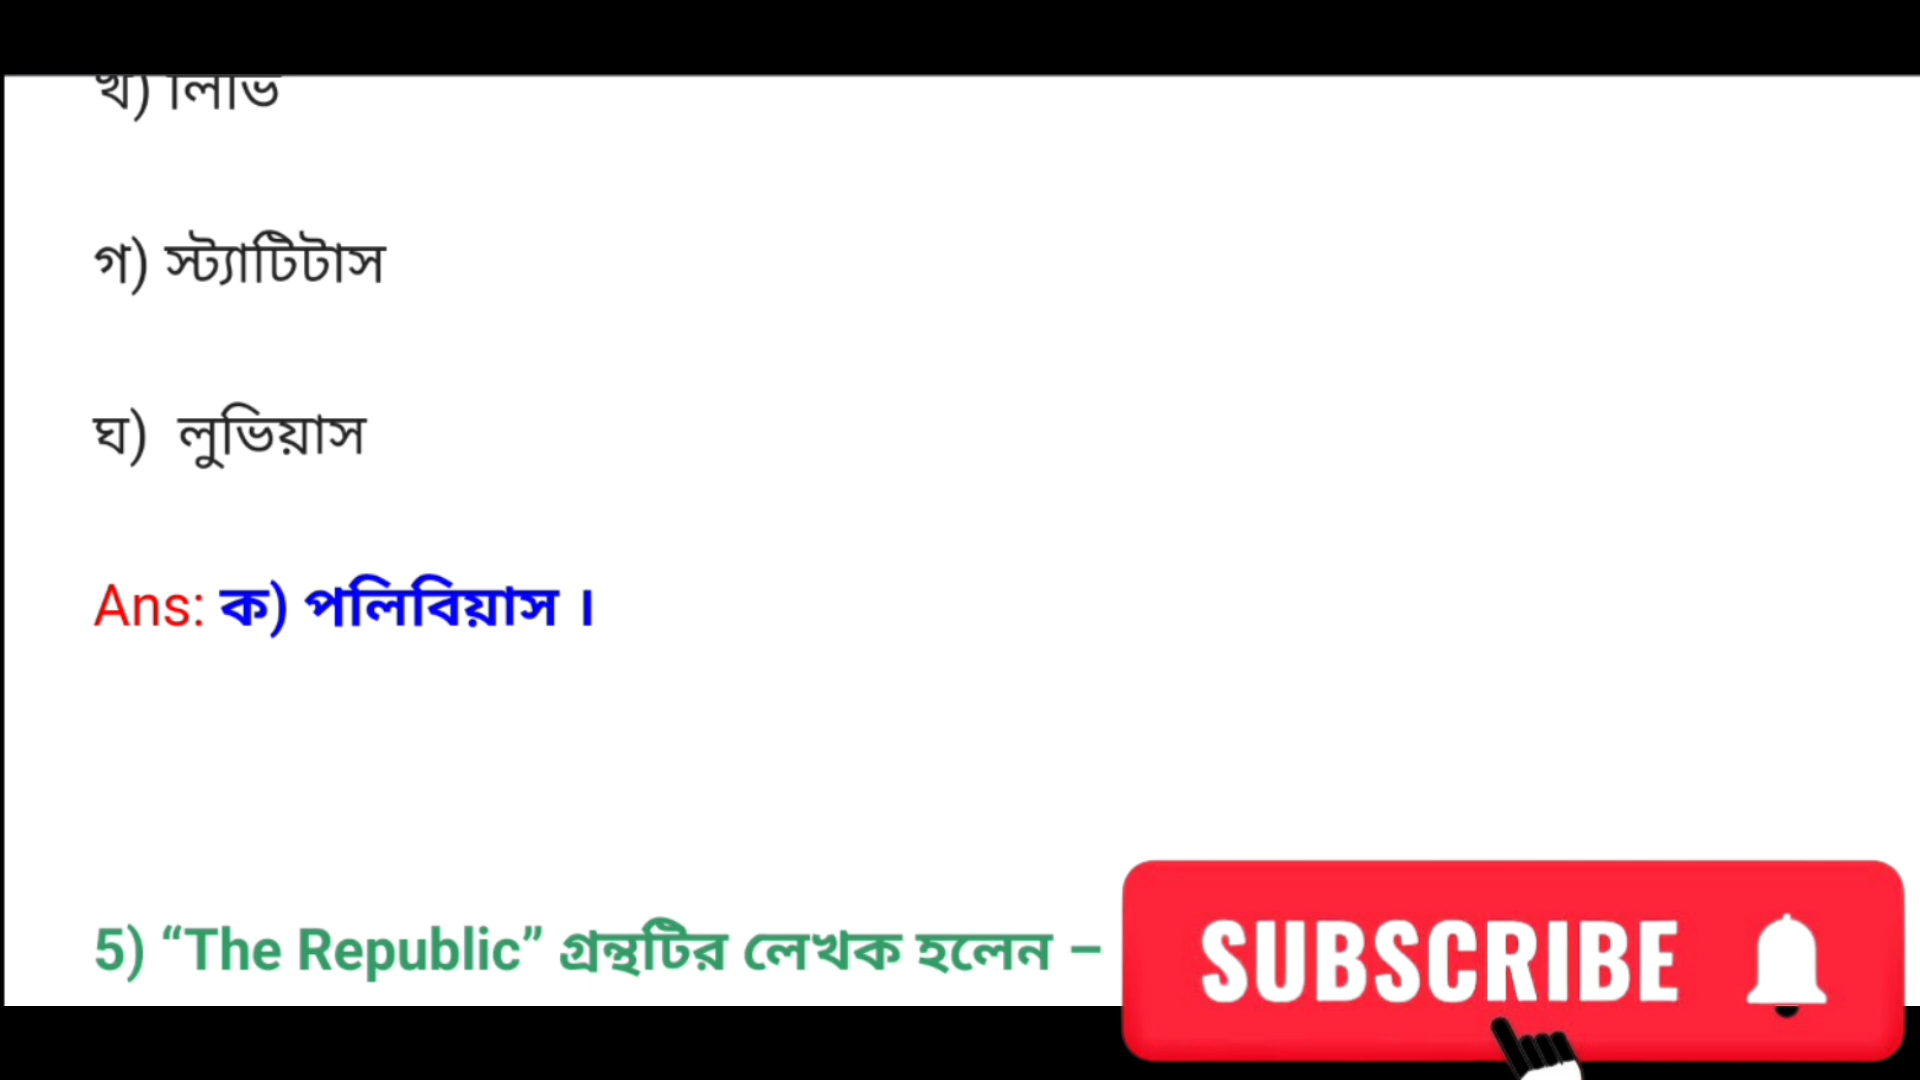 খ) লিভি
গ) স্ট্যাটিটাস
ঘ) লুভিয়াস
Ans: ক) পলিবিয়াস ।
5) “The Republic” গ্রন্থটির লেখক হলেন –
SUBSCRIBE